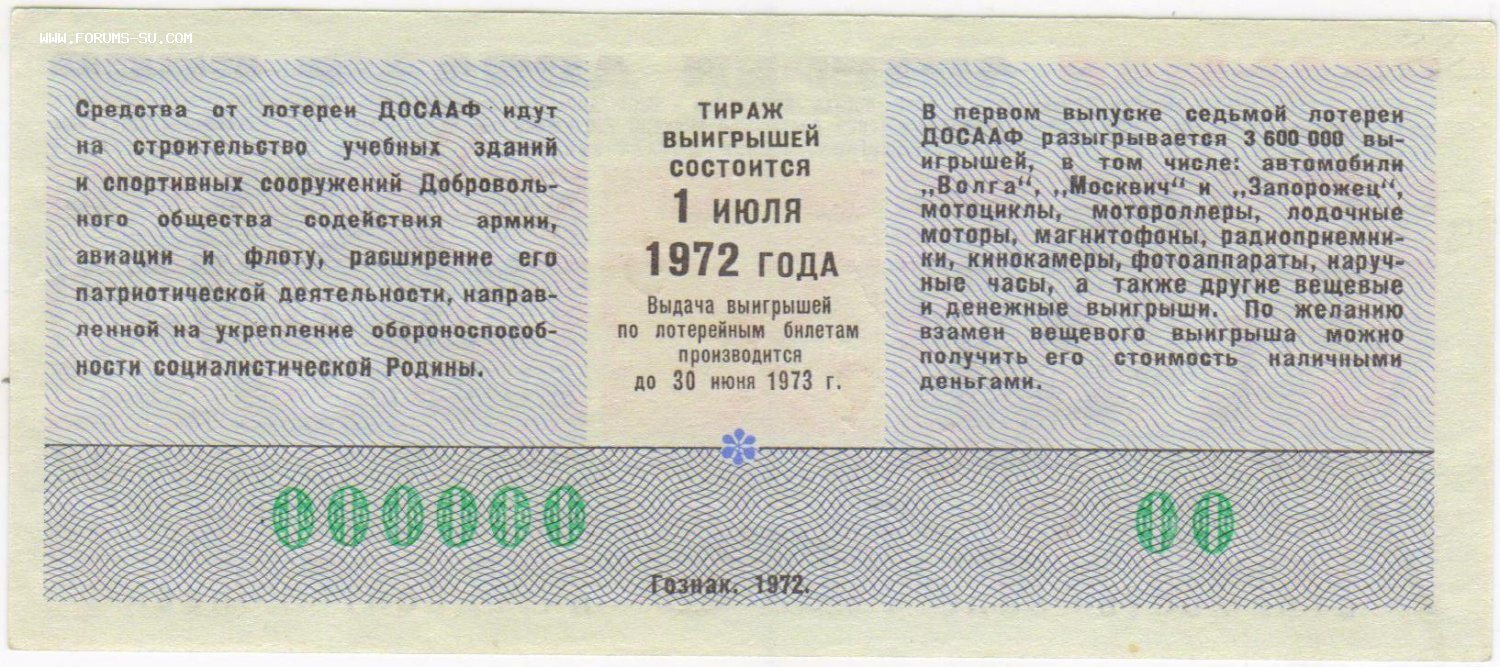 WWW.FORUMS-SU.COM
Средства от лотереи ДОСААФ идут
на строительство учебных зданий
и спортивных сооружений Доброволь-
ного общества содействия армии,
авиации и флоту, расширение его
патриотической деятельности, направ-
ленной на укрепление обороноспособ-
ности социалистической Родины.
ТИРАЖ
ВЫИГРЫШЕЙ
СОСТОИТСЯ
1 ИЮЛЯ
1972 ГОДА
Выдача выигрышей
по лотерейным билетам
производится
до 30 июня 1973 г.
В первом выпуске седьмой лотереи
ДОСААФ разыгрывается 3 600 000 вы-
игрышей, в том числе: автомобили
„Волга“, „Москвич“ и „Запорожец“,
мотоциклы, мотороллеры, лодочные
моторы, магнитофоны, радиоприемни-
ки, кинокамеры, фотоаппараты, наруч-
ные часы, а также другие вещевые
и денежные выигрыши. По желанию
взамен вещевого выигрыша можно
получить его стоимость наличными
деньгами.
000000
00
Гознак. 1972.